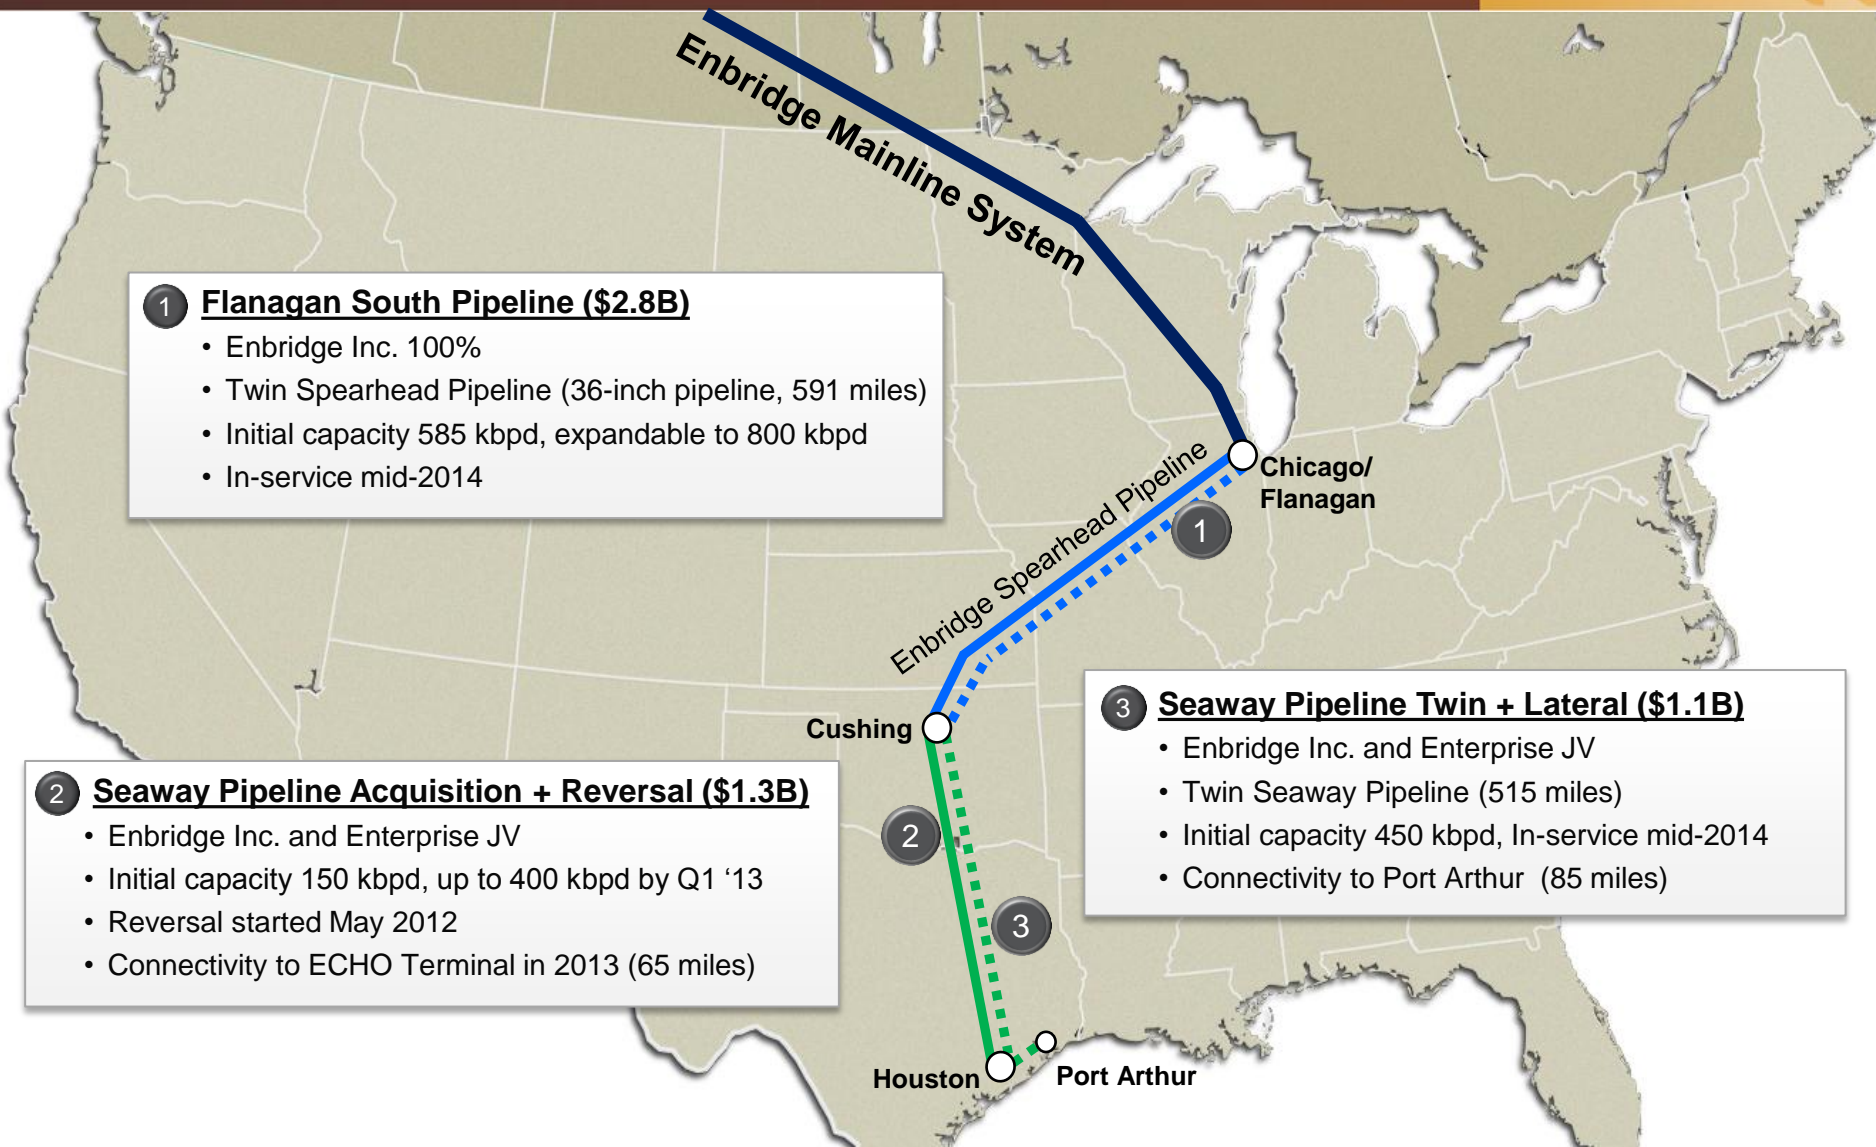 Enbridge Mainline System
1
Flanagan South Pipeline ($2.8B)
• Enbridge Inc. 100%
• Twin Spearhead Pipeline (36-inch pipeline, 591 miles)
• Initial capacity 585 kbpd, expandable to 800 kbpd
• In-service mid-2014
Enbridge Spearhead Pipeline
Chicago/
Flanagan
1
3
Seaway Pipeline Twin + Lateral ($1.1B)
• Enbridge Inc. and Enterprise JV
• Twin Seaway Pipeline (515 miles)
• Initial capacity 450 kbpd, In-service mid-2014
• Connectivity to Port Arthur  (85 miles)
Cushing
2
Seaway Pipeline Acquisition + Reversal ($1.3B)
• Enbridge Inc. and Enterprise JV
• Initial capacity 150 kbpd, up to 400 kbpd by Q1 ‘13
• Reversal started May 2012
• Connectivity to ECHO Terminal in 2013 (65 miles)
2
3
Houston
Port Arthur